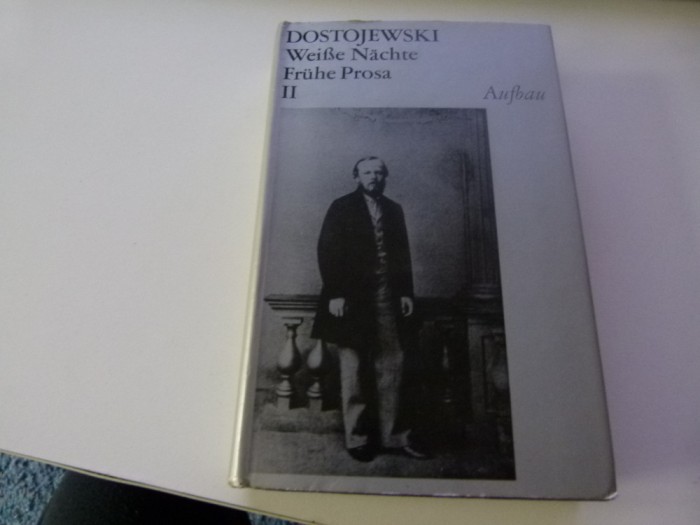 DOSTOJEWSKI
Weiße Nächte
Frühe Prosa
II
Aufbau